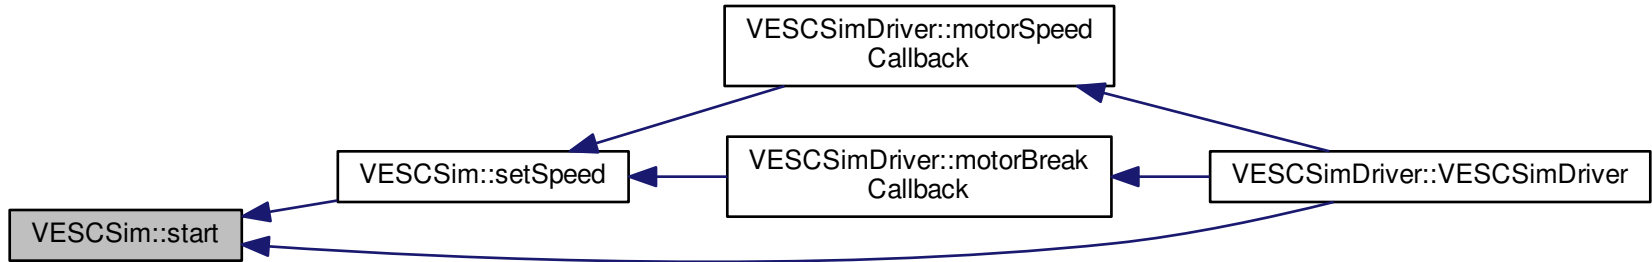 VESCSimDriver::motorSpeed
Callback
VESCSim::setSpeed
VESCSimDriver::motorBreak
Callback
VESCSimDriver::VESCSimDriver
VESCSim::start